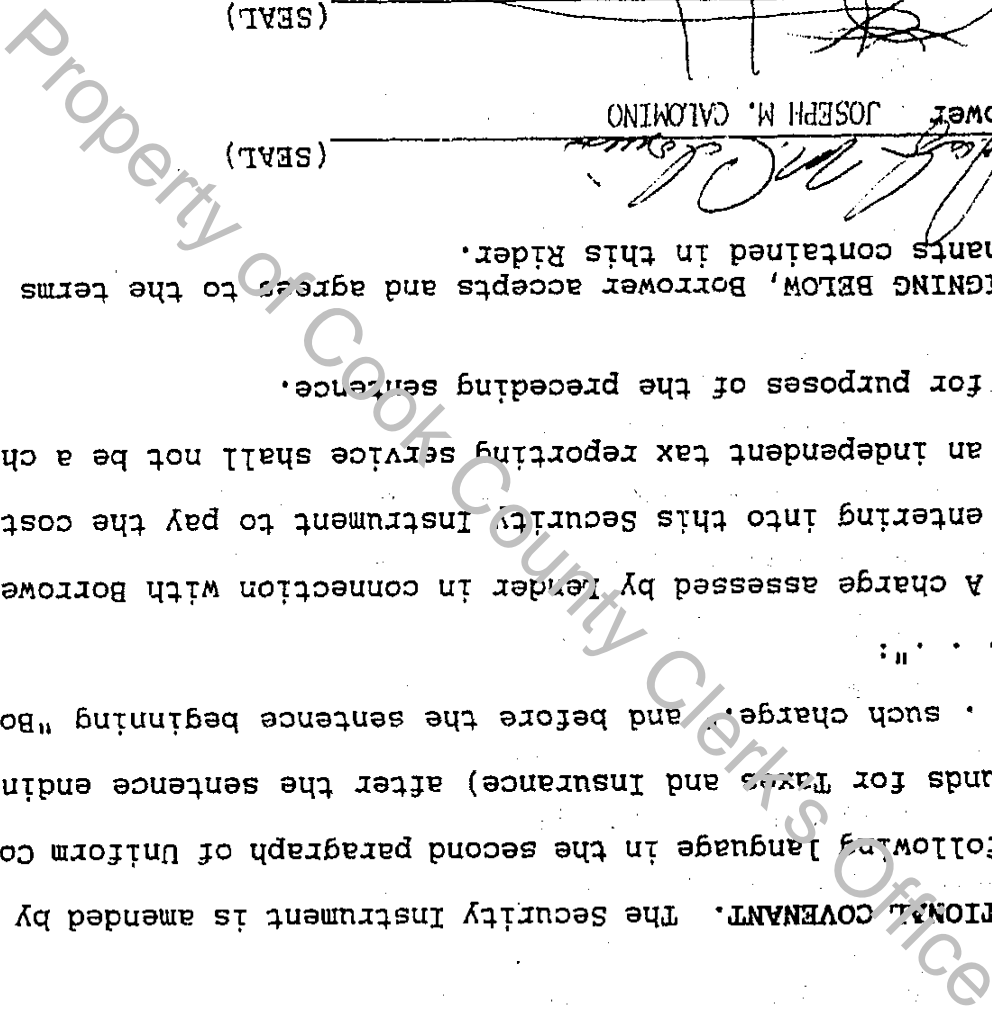 TIONAL COVENANT. The Security Instrument is amended by
following language in the second paragraph of Uniform Co
unds for Taxes and Insurance) after the sentence endin
. such charge." and before the sentence beginning "Bo
. . .":
A charge assessed by Lender in connection with Borrowe
entering into this Security Instrument to pay the cost
an independent tax reporting service shall not be a ch
for purposes of the preceding sentence.
IGNING BELOW, Borrower accepts and agrees to the terms
nants contained in this Rider.
(SEAL)
ower JOSEPH M. CALOMINO
(SEAL)
Property of Cook County Clerk's Office